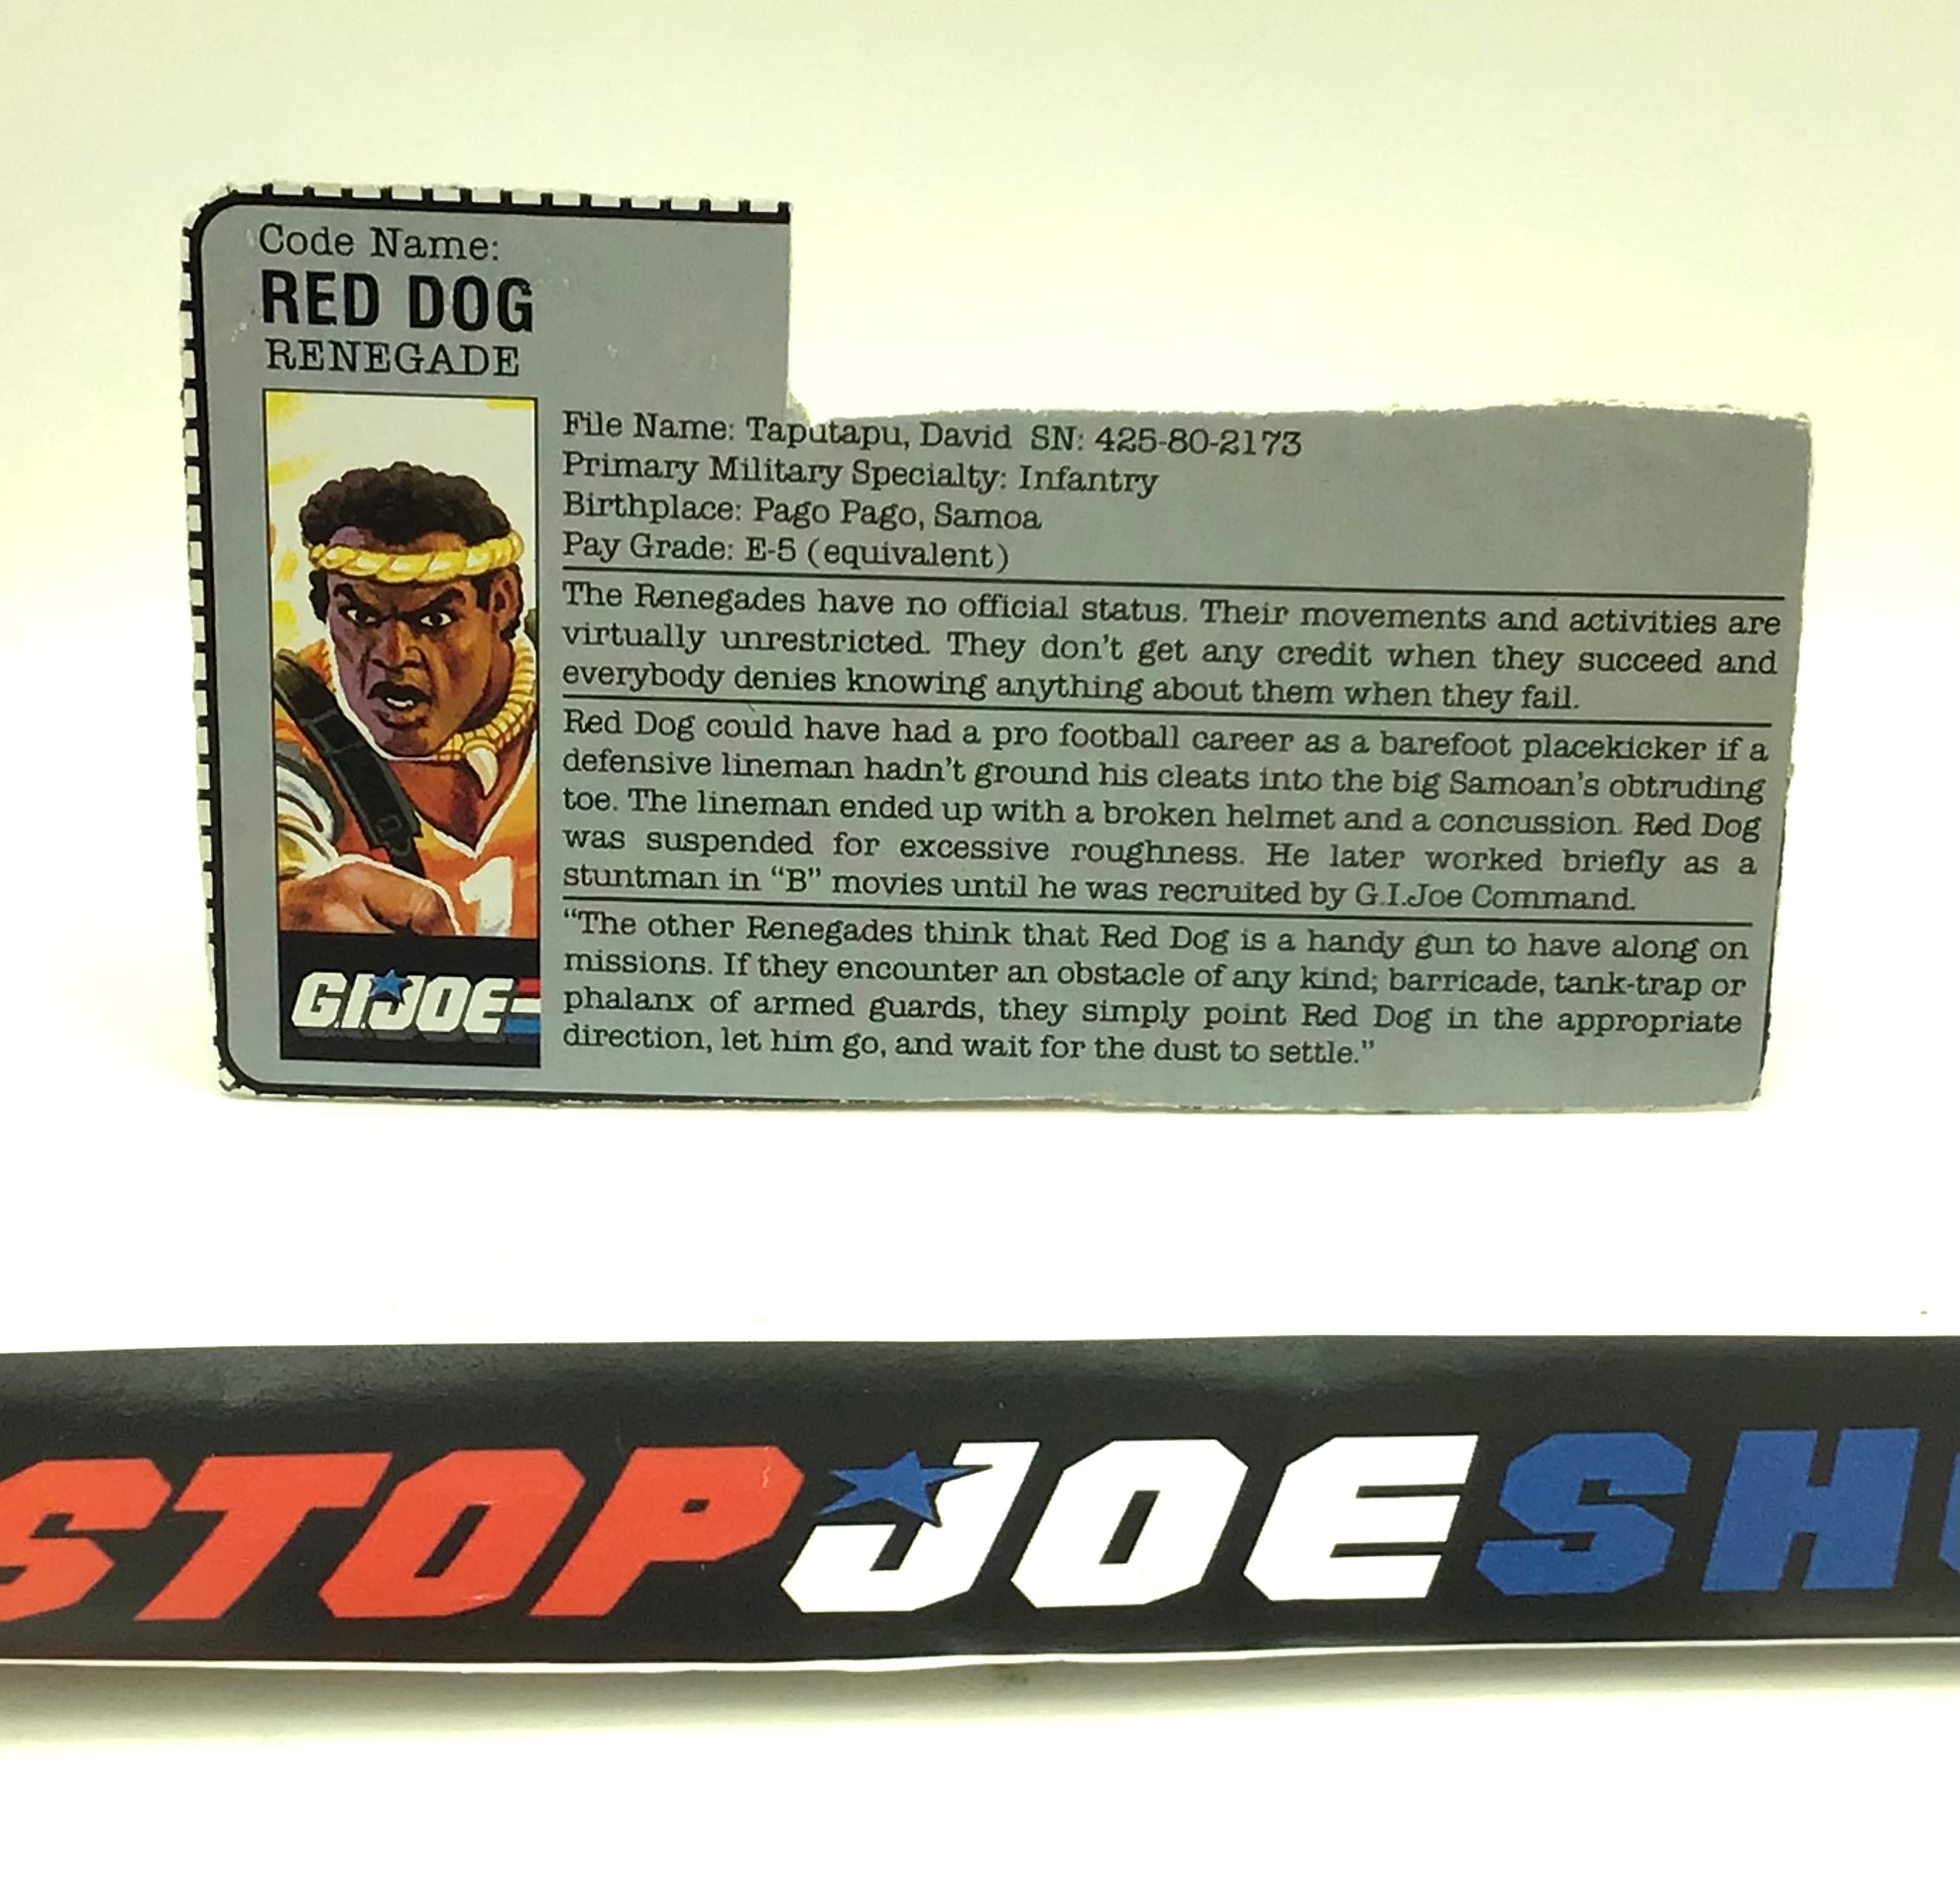 Code Name:
RED DOG
RENEGADE
File Name: Taputapu, David SN: 425-80-2173
Primary Military Specialty: Infantry
Birthplace: Pago Pago, Samoa
Pay Grade: E-5 (equivalent)
The Renegades have no official status. Their movements and activities are
virtually unrestricted. They don't get any credit when they succeed and
everybody denies knowing anything about them when they fail.
Red Dog could have had a pro football career as a barefoot placekicker if a
defensive lineman hadn't ground his cleats into the big Samoan's obtruding
toe. The lineman ended up with a broken helmet and a concussion. Red Dog
was suspended for excessive roughness. He later worked briefly as a
stuntman in “B” movies until he was recruited by G.I.Joe Command.
“The other Renegades think that Red Dog is a handy gun to have along on
missions. If they encounter an obstacle of any kind; barricade, tank-trap or
phalanx of armed guards, they simply point Red Dog in the appropriate
direction, let him go, and wait for the dust to settle.”
1
G.I.JOE
STOPJOESH